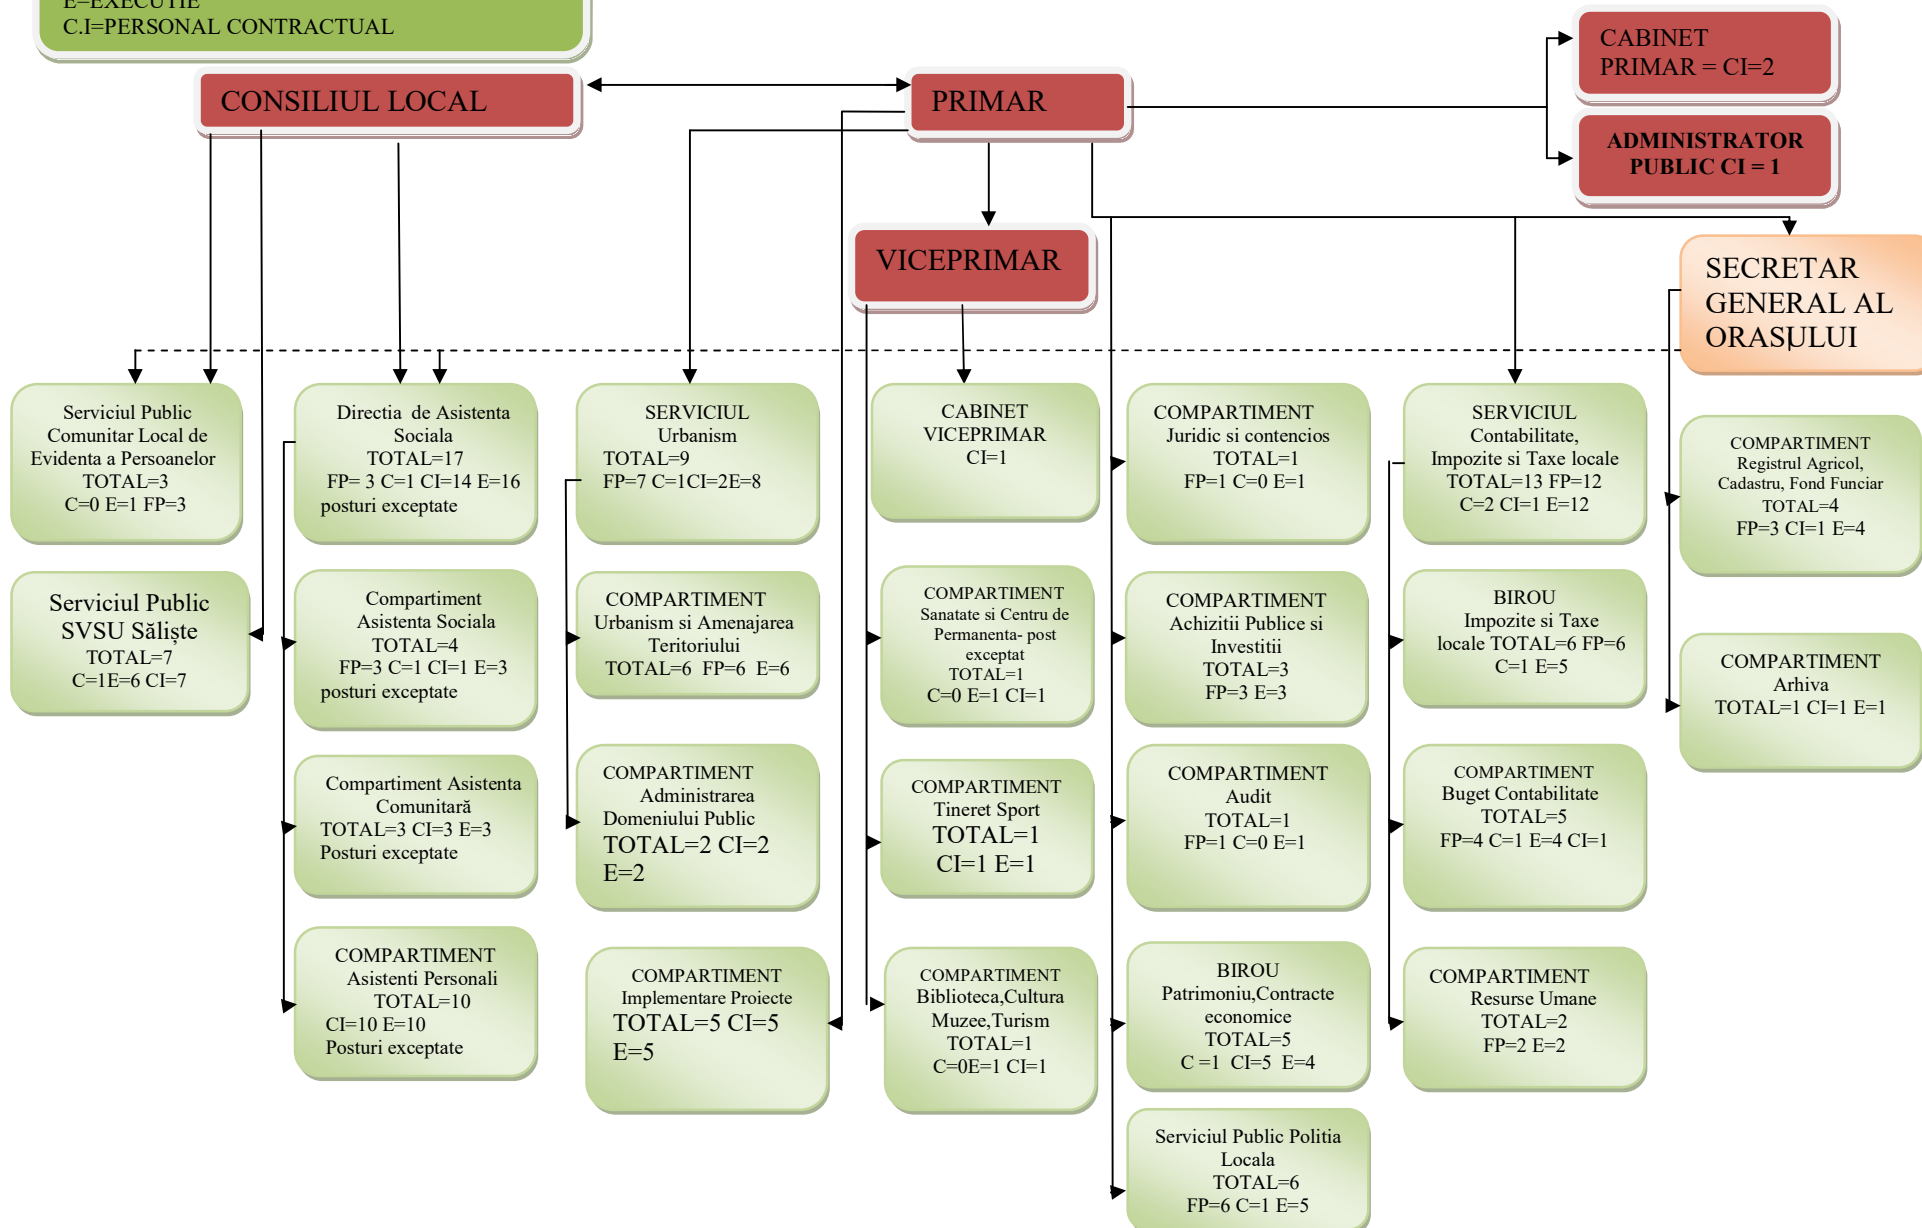 E=EXECUTIE
C.I=PERSONAL CONTRACTUAL
CONSILIUL LOCAL
PRIMAR
CABINET
PRIMAR = CI=2
ADMINISTRATOR
PUBLIC CI = 1
VICEPRIMAR
SECRETAR
GENERAL AL
ORASȚULUI
Serviciul Public
Comunitar Local de
Evidenta a Persoanelor
TOTAL=3
C=0 E=1 FP=3
Directia de Asistenta
Sociala
TOTAL=17
FP= 3 C=1 CI=14 E=16
posturi exceptate
SERVICIUL
Urbanism
TOTAL=9
FP=7 C=1CI=2E=8
CABINET
VICEPRIMAR
CI=1
COMPARTIMENT
Juridic si contencios
TOTAL=1
FP=1 C=0 E=1
SERVICIUL
Contabilitate,
Impozite si Taxe locale
TOTAL=13 FP=12
C=2 CI=1 E=12
COMPARTIMENT
Registrul Agricol,
Cadastru, Fond Funciar
TOTAL=4
FP=3 CI=1 E=4
Serviciul Public
SVSU Săliște
TOTAL=7
C=1E=6 CI=7
Compartiment
Asistenta Sociala
TOTAL=4
FP=3 C=1 CI=1 E=3
posturi exceptate
COMPARTIMENT
Urbanism si Amenajarea
Teritoriului
TOTAL=6 FP=6 E=6
COMPARTIMENT
Sanatate si Centru de
Permanenta- post
exceptat
TOTAL=1
C=0 E=1 CI=1
COMPARTIMENT
Achizitii Publice si
Investitii
TOTAL=3
FP=3 E=3
BIROU
Impozite si Taxe
locale TOTAL=6 FP=6
C=1 E=5
COMPARTIMENT
Arhiva
TOTAL=1 CI=1 E=1
Compartiment Asistenta
Comunitară
TOTAL=3 CI=3 E=3
Posturi exceptate
COMPARTIMENT
Administrarea
Domeniului Public
TOTAL=2 CI=2
E=2
COMPARTIMENT
Tineret Sport
TOTAL=1
CI=1 E=1
COMPARTIMENT
Audit
TOTAL=1
FP=1 C=0 E=1
COMPARTIMENT
Buget Contabilitate
TOTAL=5
FP=4 C=1 E=4 CI=1
COMPARTIMENT
Asistenti Personali
TOTAL=10
CI=10 E=10
Posturi exceptate
COMPARTIMENT
Implementare Proiecte
TOTAL=5 CI=5
E=5
COMPARTIMENT
Biblioteca,Cultura
Muzee,Turism
TOTAL=1
C=0E=1 CI=1
BIROU
Patrimoniu,Contracte
economice
TOTAL=5
C =1 CI=5 E=4
COMPARTIMENT
Resurse Umane
TOTAL=2
FP=2 E=2
Serviciul Public Politia
Locala
TOTAL=6
FP=6 C=1 E=5